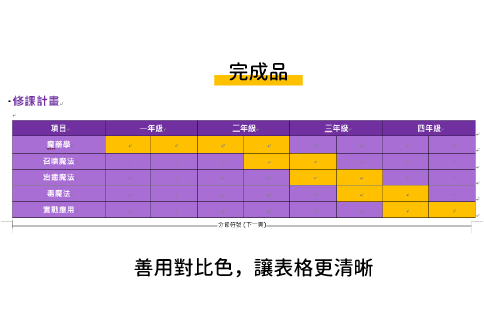 完成品
修課計畫
項目 一年級 二年級 三年級 四年級
魔藥學
召喚魔法
治癒魔法
毒魔法
實戰應用
分節符號 (下一頁)
善用對比色，讓表格更清晰